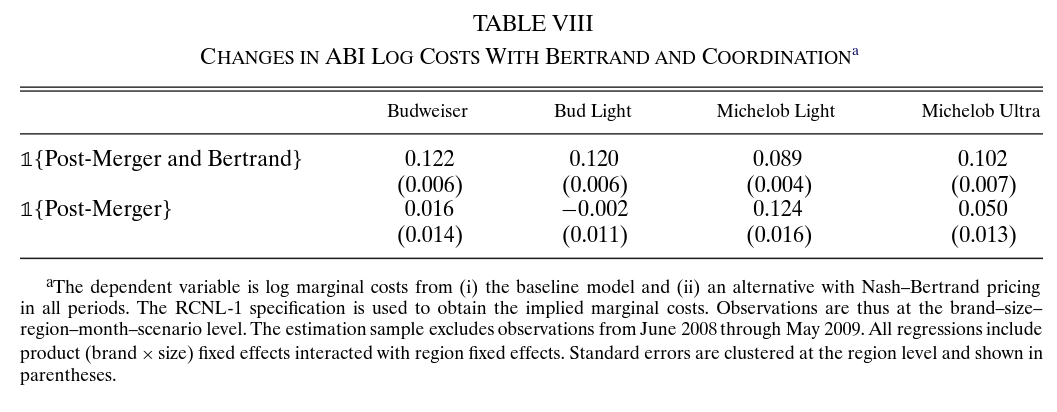 TABLE VIII
CHANGES IN ABI LOG COSTS WITH BERTRAND AND COORDINATIONa
Budweiser Bud Light Michelob Light Michelob Ultra
𝟙{Post-Merger and Bertrand} 0.122 0.120 0.089 0.102
(0.006) (0.006) (0.004) (0.007)
𝟙{Post-Merger} 0.016 −0.002 0.124 0.050
(0.014) (0.011) (0.016) (0.013)
aThe dependent variable is log marginal costs from (i) the baseline model and (ii) an alternative with Nash–Bertrand pricing
in all periods. The RCNL-1 specification is used to obtain the implied marginal costs. Observations are thus at the brand–size–
region–month–scenario level. The estimation sample excludes observations from June 2008 through May 2009. All regressions include
product (brand × size) fixed effects interacted with region fixed effects. Standard errors are clustered at the region level and shown in
parentheses.